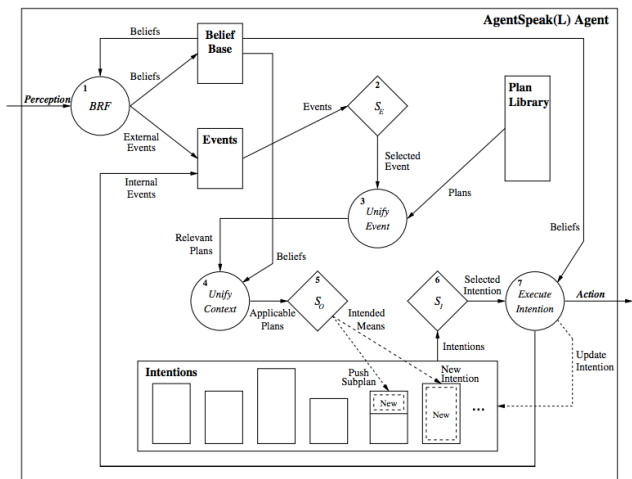 AgentSpeak(L) Agent
Beliefs
Belief
Base
Plan
Library
1
BRF
Perception
Beliefs
2
S_E
Events
External
Events
Events
Internal
Events
Selected
Event
3
Unify
Event
Plans
Relevant
Plans
Beliefs
Beliefs
4
Unify
Context
Applicable
Plans
5
S_O
Intended
Means
6
S_I
Selected
Intention
7
Execute
Intention
Action
Intentions
Push
Subplan
New
Intention
Update
Intention
Intentions
New
New
...